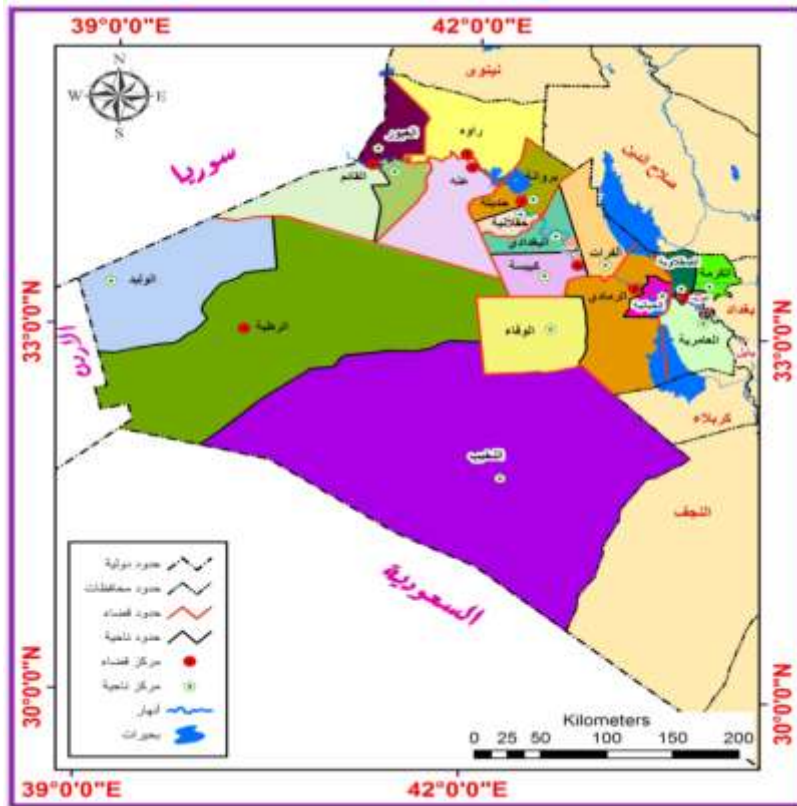 39°0'0"E
42°0'0"E
N
W
E
S
نينوى
سوريا
العبور
راوه
القائم
عنه
بروانة
صلاح الدين
حديثة
حقلانية
البغدادي
الفرات
كبيسة
الوليد
الرمادي
الكرمة
33°0'0"N
33°0'0"N
الاردن
الرطبة
الوفاء
العامرية
بغداد
بابل
كربلاء
النخيب
النجف
السعودية
حدود دولية
حدود محافظات
حدود قضاء
حدود ناحية
مركز قضاء
مركز ناحية
أنهار
بحيرات
30°0'0"N
30°0'0"N
Kilometers
0 25 50 100 150 200
39°0'0"E
42°0'0"E